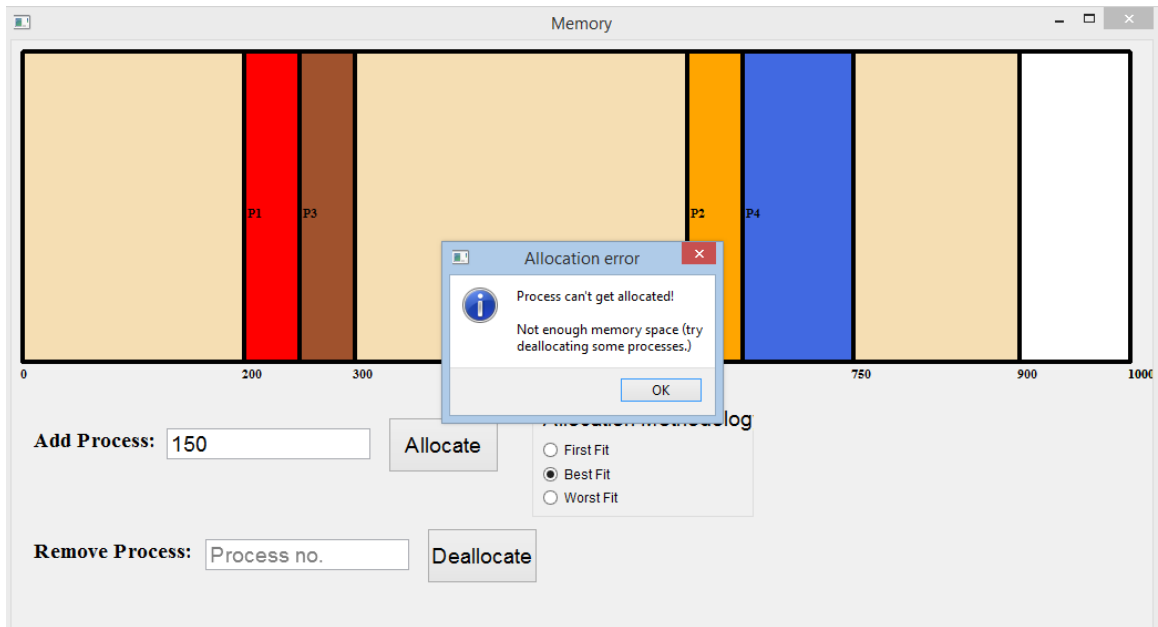 Memory
P1 P3 P2 P4
Allocation error
Process can't get allocated!
Not enough memory space (try
deallocating some processes.)
OK
0 200 300 750 900 1000
Add Process: 150 Allocate
First Fit
Best Fit
Worst Fit
Remove Process: Process no. Deallocate